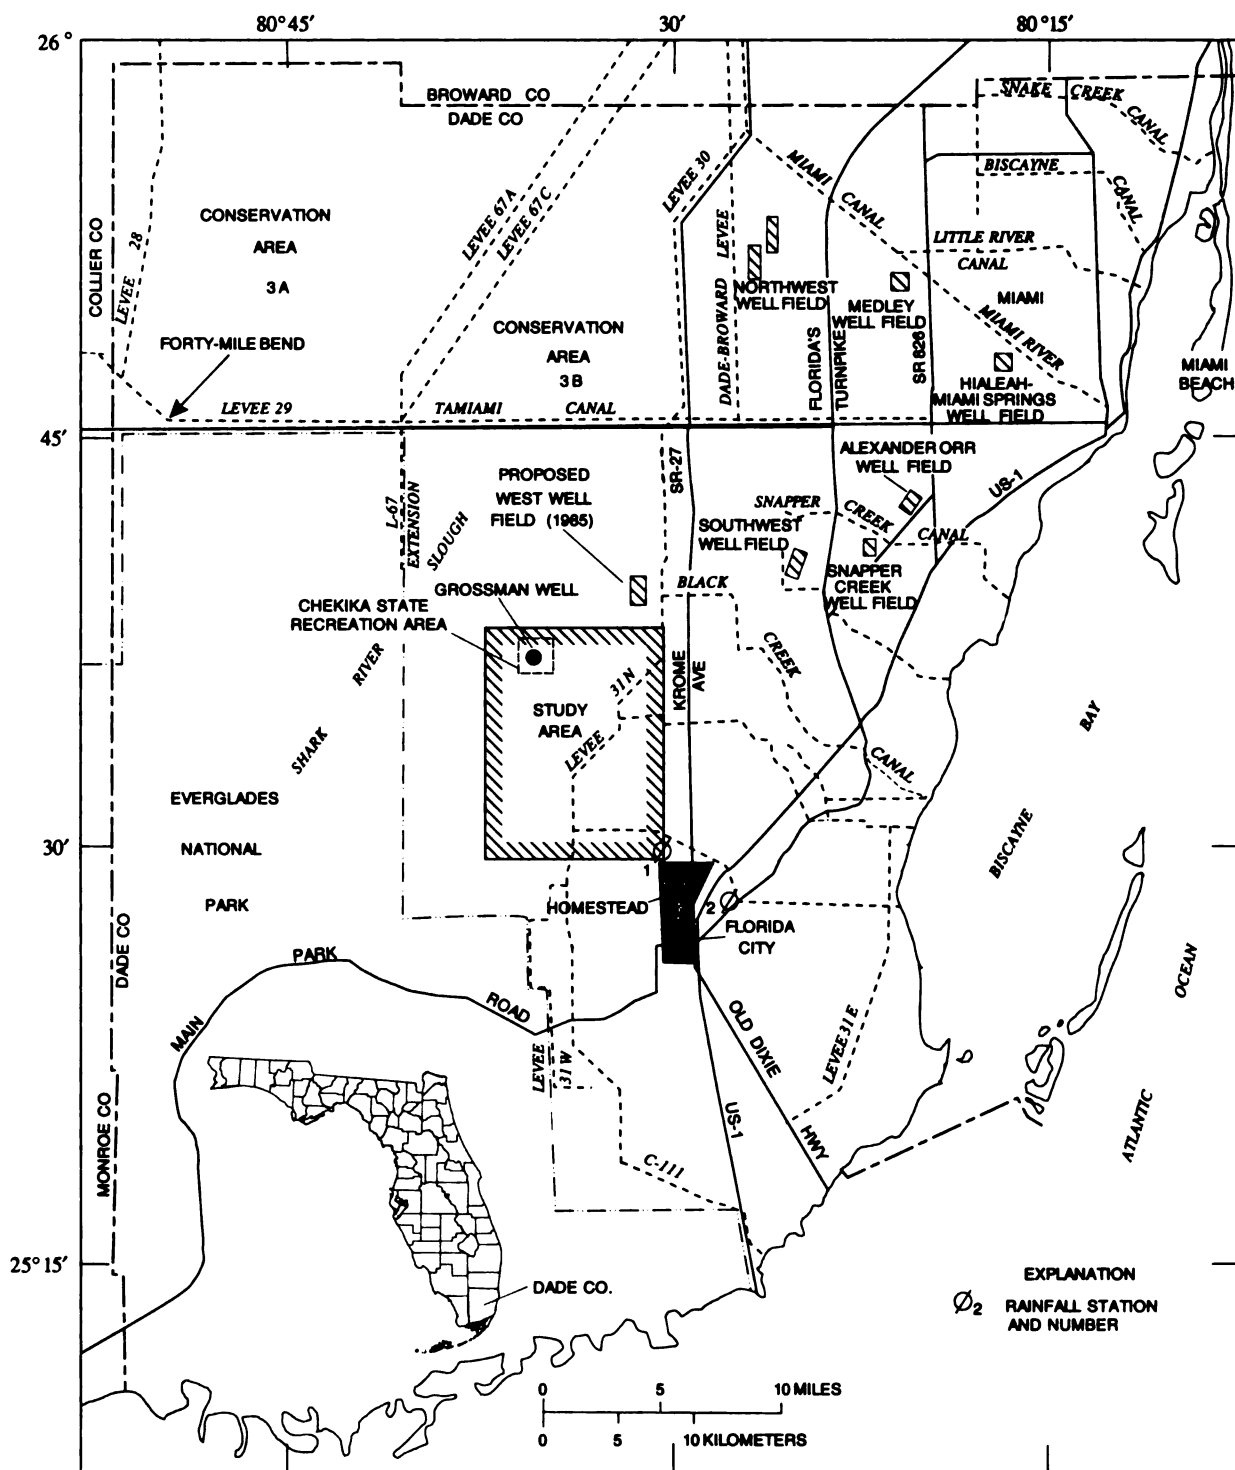 80°45′
30′
80°15′
26°
BROWARD CO
DADE CO
SNAKE CREEK CANAL
BISCAYNE CANAL
LEVEE 67A
LEVEE 67C
LEVEE 30
MIAMI CANAL
CONSERVATION
AREA
3A
COLLIER CO
LEVEE 28
DADE-BROWARD LEVEE
LITTLE RIVER
CANAL
NORTHWEST
WELL FIELD
MEDLEY
WELL FIELD
MIAMI
MIAMI RIVER
CONSERVATION
AREA
3B
FORTY-MILE BEND
FLORIDA'S
TURNPIKE
SR 826
HIALEAH-
MIAMI SPRINGS
WELL FIELD
MIAMI
BEACH
LEVEE 29
TAMIAMI CANAL
45′
ALEXANDER ORR
WELL FIELD
US-1
SR-27
PROPOSED
WEST WELL
FIELD (1985)
L-67
EXTENSION
SNAPPER CREEK CANAL
SOUTHWEST
WELL FIELD
SNAPPER
CREEK
WELL FIELD
SHARK RIVER SLOUGH
GROSSMAN WELL
CHEKIKA STATE
RECREATION AREA
BLACK CREEK CANAL
KROME
AVE
STUDY
AREA
LEVEE 31N
BISCAYNE BAY
EVERGLADES
NATIONAL
PARK
30′
1
HOMESTEAD
2
FLORIDA
CITY
DADE CO
MONROE CO
MAIN PARK ROAD
LEVEE
31W
OLD DIXIE HWY
LEVEE 31E
US-1
C-111
ATLANTIC OCEAN
25°15′
DADE CO.
EXPLANATION
2 RAINFALL STATION
AND NUMBER
0 5 10 MILES
0 5 10 KILOMETERS